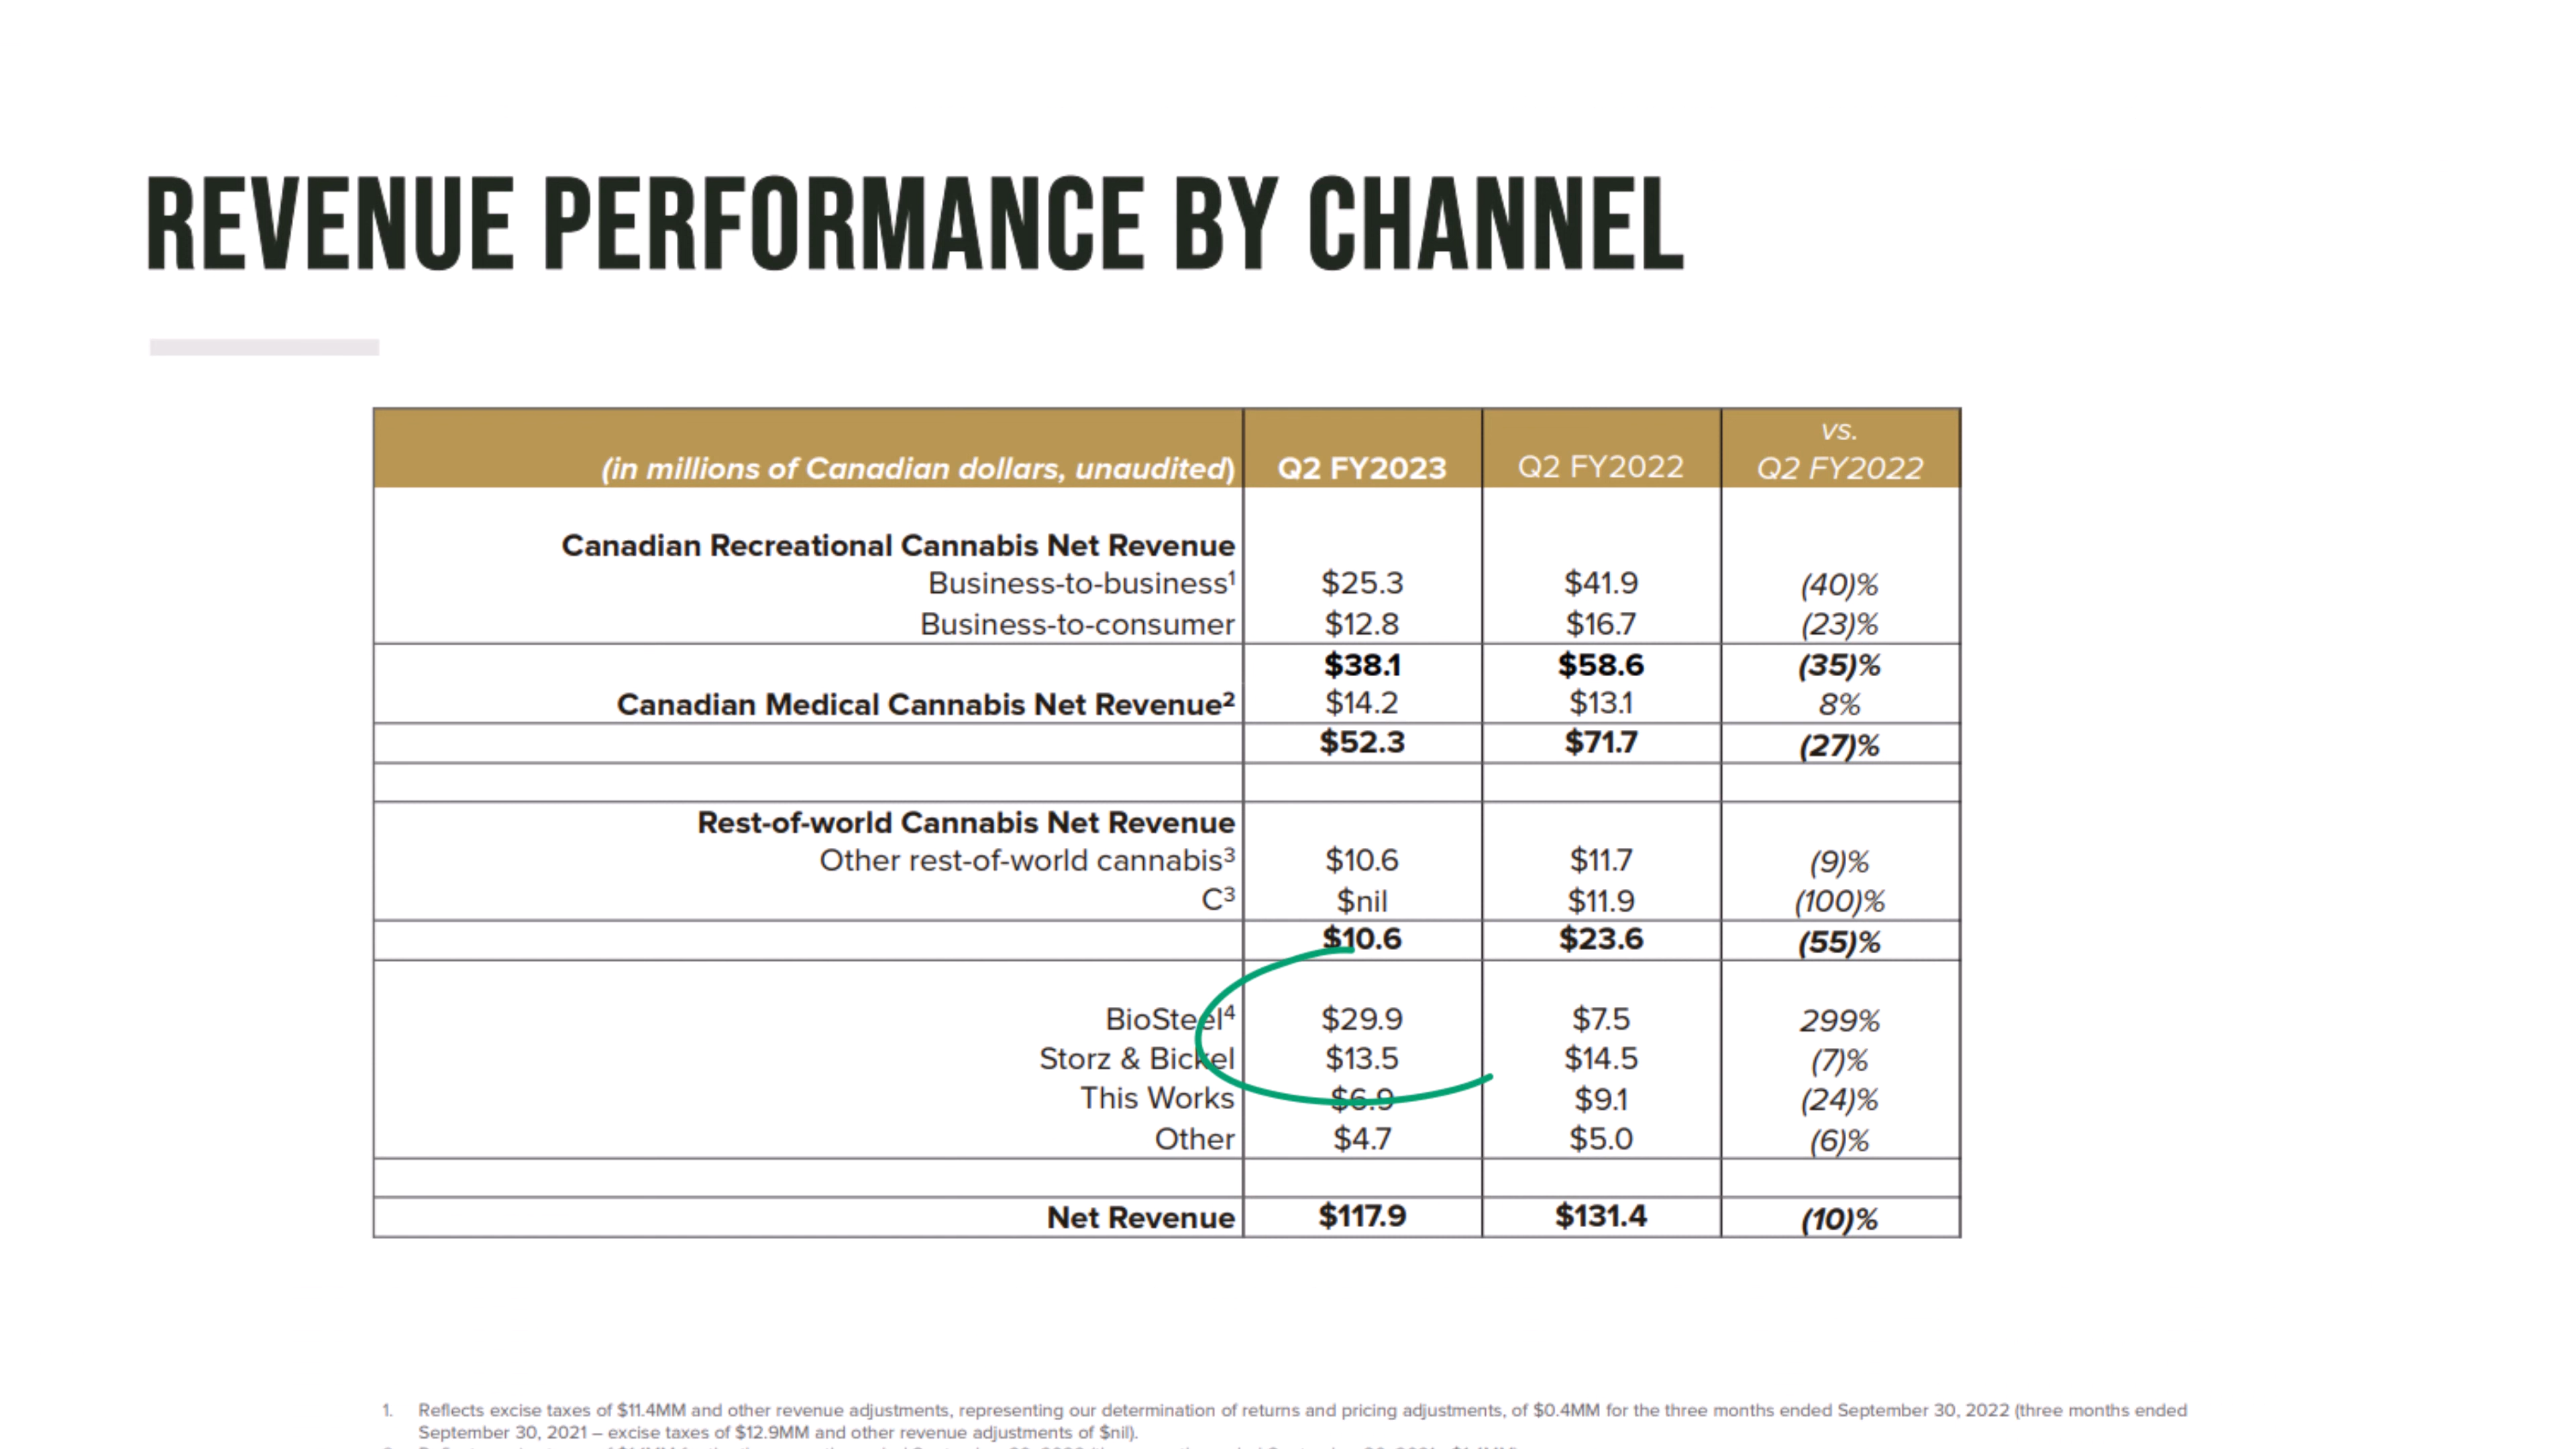 REVENUE PERFORMANCE BY CHANNEL
(in millions of Canadian dollars, unaudited) Q2 FY2023 Q2 FY2022 vs. Q2 FY2022
Canadian Recreational Cannabis Net Revenue
Business-to-business¹ $25.3 $41.9 (40)%
Business-to-consumer $12.8 $16.7 (23)%
$38.1 $58.6 (35)%
Canadian Medical Cannabis Net Revenue² $14.2 $13.1 8%
$52.3 $71.7 (27)%
Rest-of-world Cannabis Net Revenue
Other rest-of-world cannabis³ $10.6 $11.7 (9)%
C³ $nil $11.9 (100)%
$10.6 $23.6 (55)%
BioSteel⁴ $29.9 $7.5 299%
Storz & Bickel $13.5 $14.5 (7)%
This Works $6.9 $9.1 (24)%
Other $4.7 $5.0 (6)%
Net Revenue $117.9 $131.4 (10)%
1. Reflects excise taxes of $11.4MM and other revenue adjustments, representing our determination of returns and pricing adjustments, of $0.4MM for the three months ended September 30, 2022 (three months ended
September 30, 2021 – excise taxes of $12.9MM and other revenue adjustments of $nil).